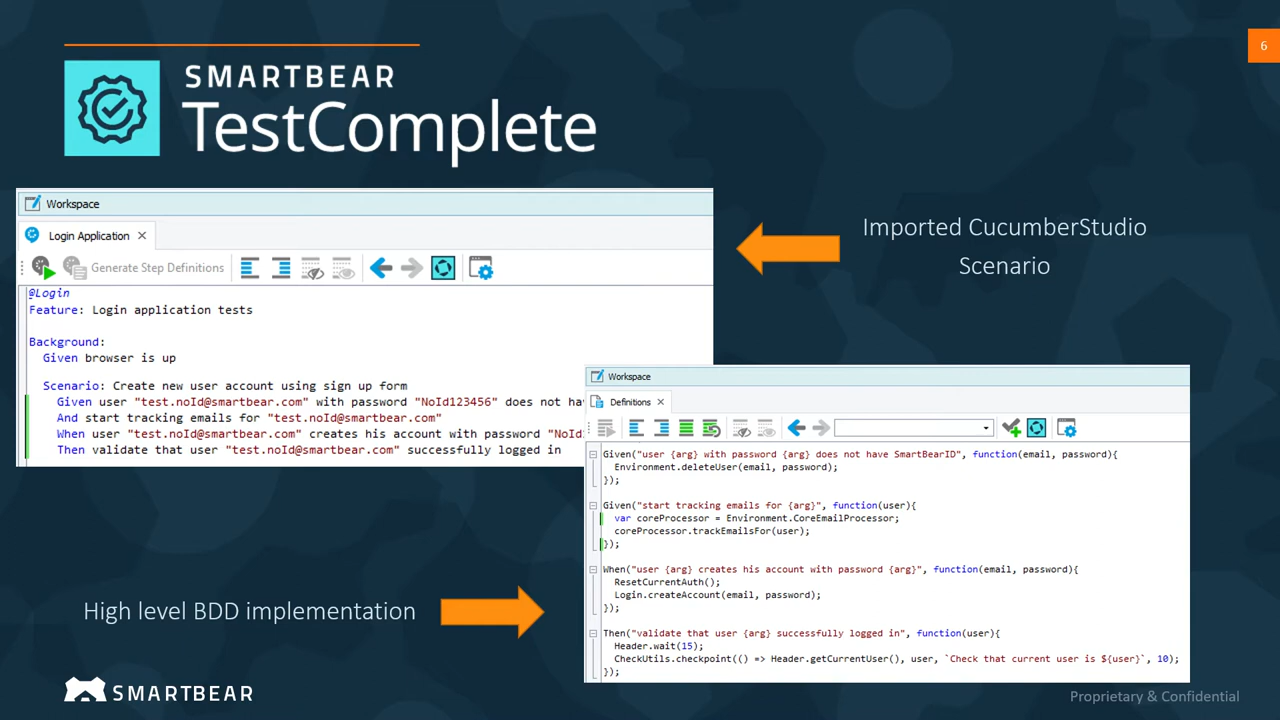 6
SMARTBEAR
TestComplete
Workspace
Login Application
Generate Step Definitions
@Login
Feature: Login application tests
Background:
Given browser is up
Scenario: Create new user account using sign up form
Given user "test.noId@smartbear.com" with password "NoId123456" does not
And start tracking emails for "test.noId@smartbear.com"
When user "test.noId@smartbear.com" creates his account with password "NoId
Then validate that user "test.noId@smartbear.com" successfully logged in
Imported CucumberStudio
Scenario
Workspace
Definitions
Given("user {arg} with password {arg} does not have SmartBearID", function(email, password){
Environment.deleteUser(email, password);
});
Given("start tracking emails for {arg}", function(user){
var coreProcessor = Environment.CoreEmailProcessor;
coreProcessor.trackEmailsFor(user);
});
When("user {arg} creates his account with password {arg}", function(email, password){
ResetCurrentAuth();
Login.createAccount(email, password);
});
Then("validate that user {arg} successfully logged in", function(user){
Header.wait(15);
CheckUtils.checkpoint(() => Header.getCurrentUser(), user, `Check that current user is ${user}`, 10);
});
High level BDD implementation
SMARTBEAR
Proprietary & Confidential